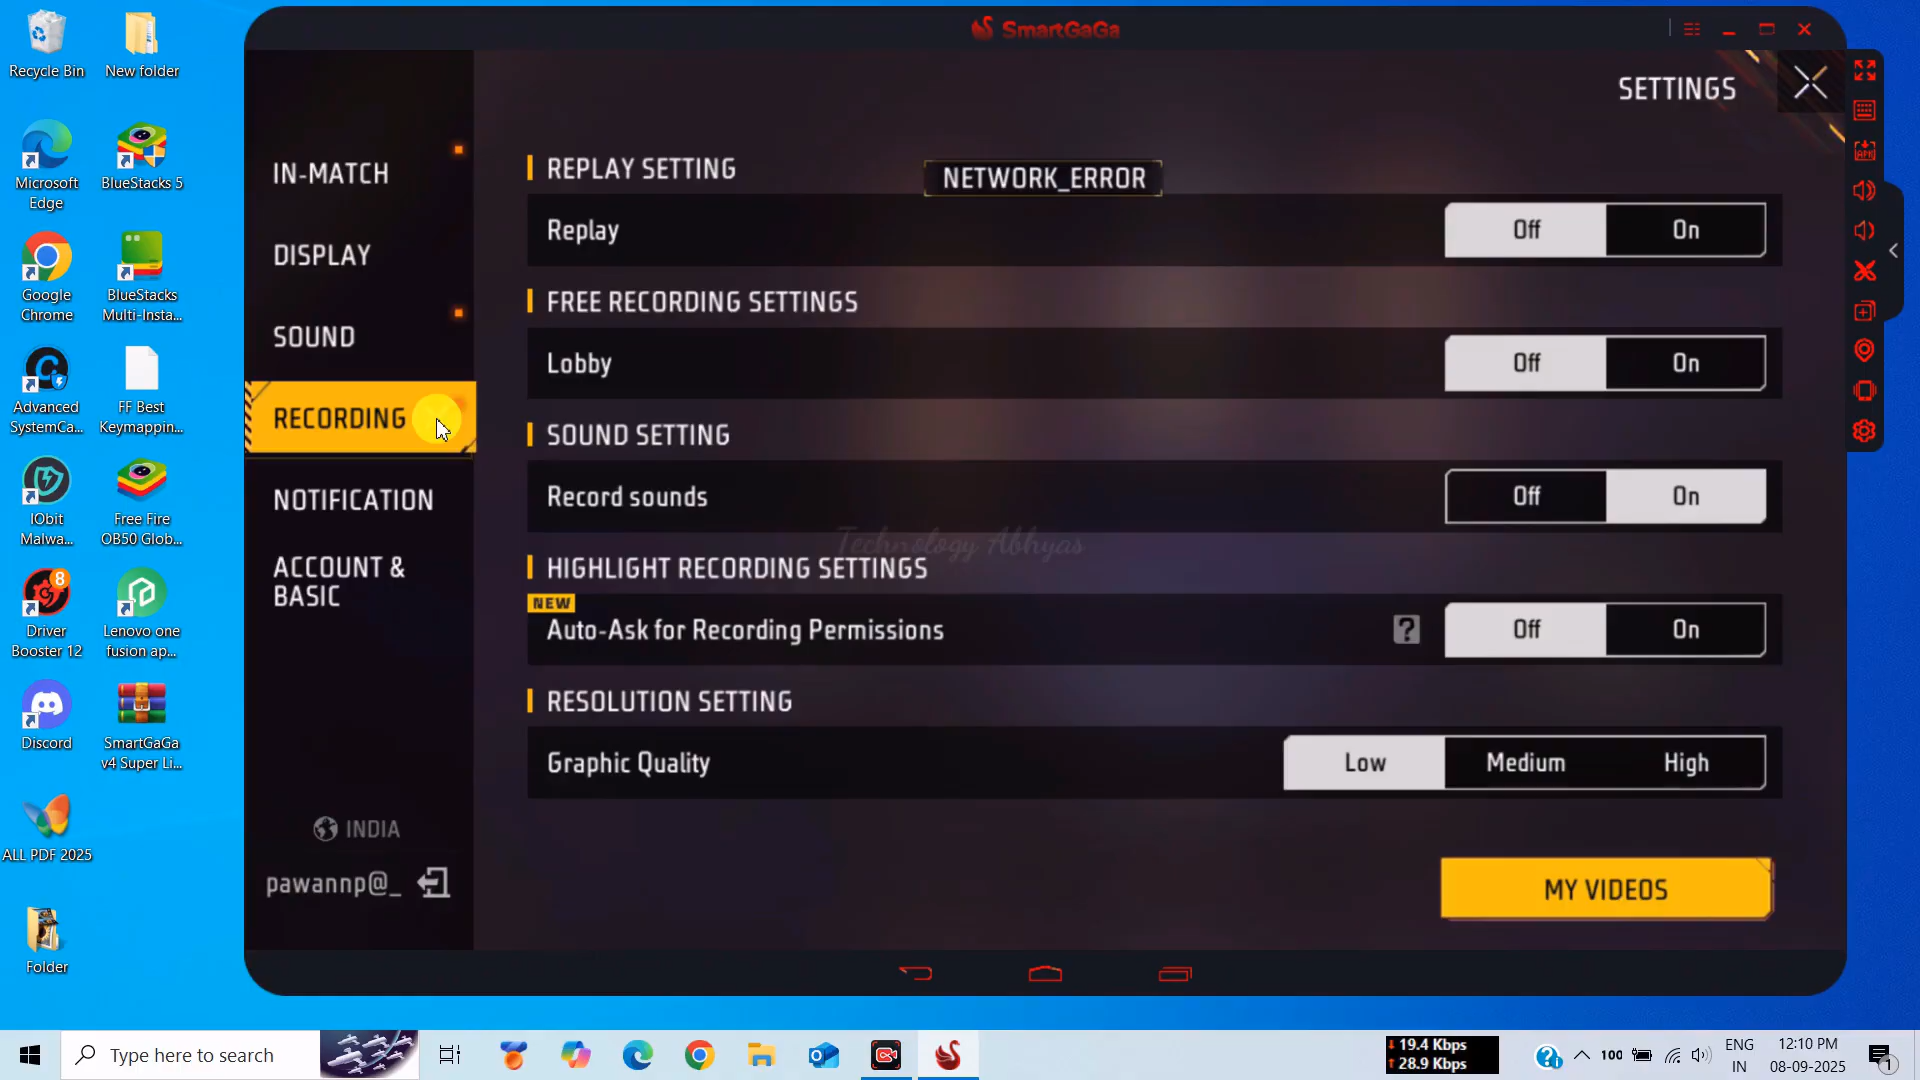 Recycle Bin
New folder
Microsoft
Edge
BlueStacks 5
Google
Chrome
BlueStacks
Multi-Insta...
Advanced
SystemCa...
FF Best
Keymappin...
IObit
Malwa...
Free Fire
OB50 Glob...
8
Driver
Booster 12
Lenovo one
fusion ap...
Discord
SmartGaGa
v4 Super Li...
ALL PDF 2025
Folder
SmartGaGa
SETTINGS
IN-MATCH
DISPLAY
SOUND
RECORDING
NOTIFICATION
ACCOUNT &
BASIC
INDIA
pawannp@_
REPLAY SETTING
NETWORK_ERROR
Replay
Off
On
FREE RECORDING SETTINGS
Lobby
Off
On
SOUND SETTING
Record sounds
Off
On
Technology Abhyas
HIGHLIGHT RECORDING SETTINGS
NEW
Auto-Ask for Recording Permissions
?
Off
On
RESOLUTION SETTING
Graphic Quality
Low
Medium
High
MY VIDEOS
APK
Type here to search
19.4 Kbps
28.9 Kbps
100
ENG
IN
12:10 PM
08-09-2025
1